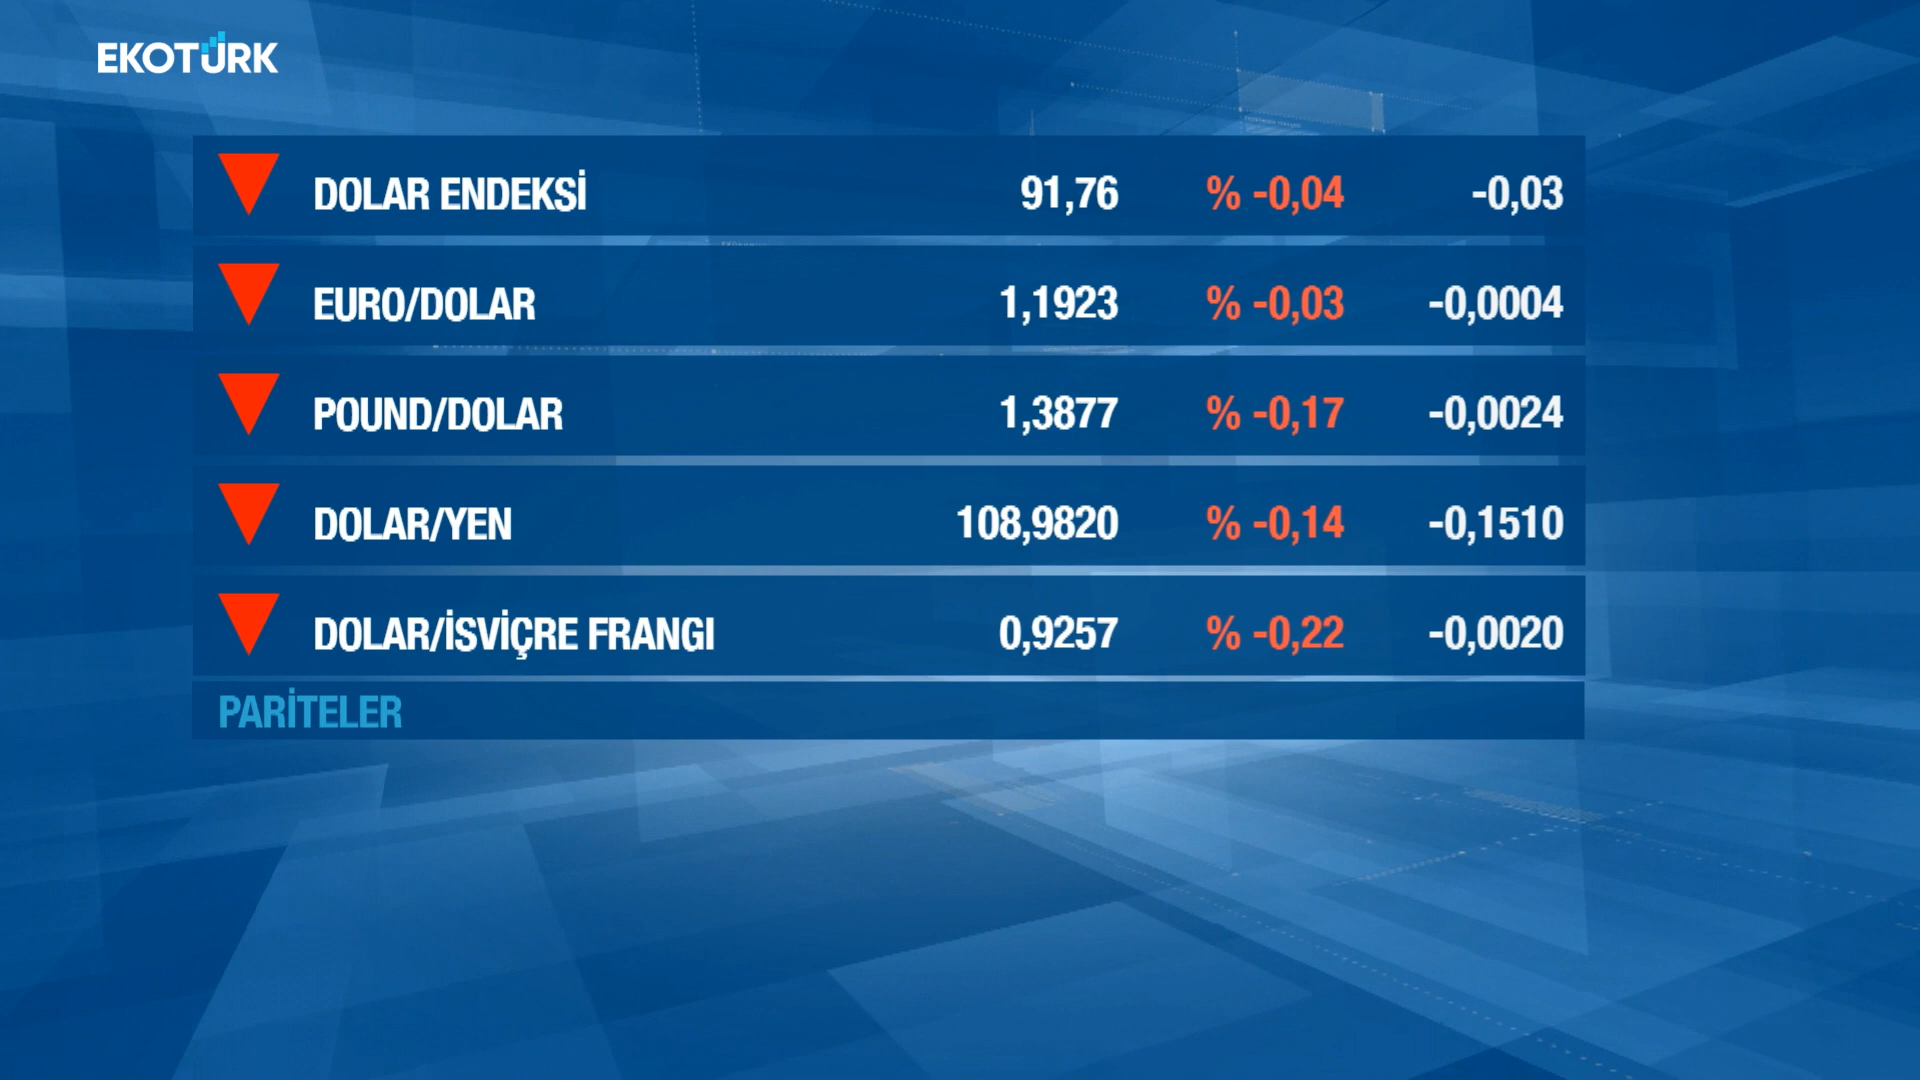 EKOTÜRK
DOLAR ENDEKSİ 91,76 % -0,04 -0,03
EURO/DOLAR 1,1923 % -0,03 -0,0004
POUND/DOLAR 1,3877 % -0,17 -0,0024
DOLAR/YEN 108,9820 % -0,14 -0,1510
DOLAR/İSVİÇRE FRANGI 0,9257 % -0,22 -0,0020
PARİTELER